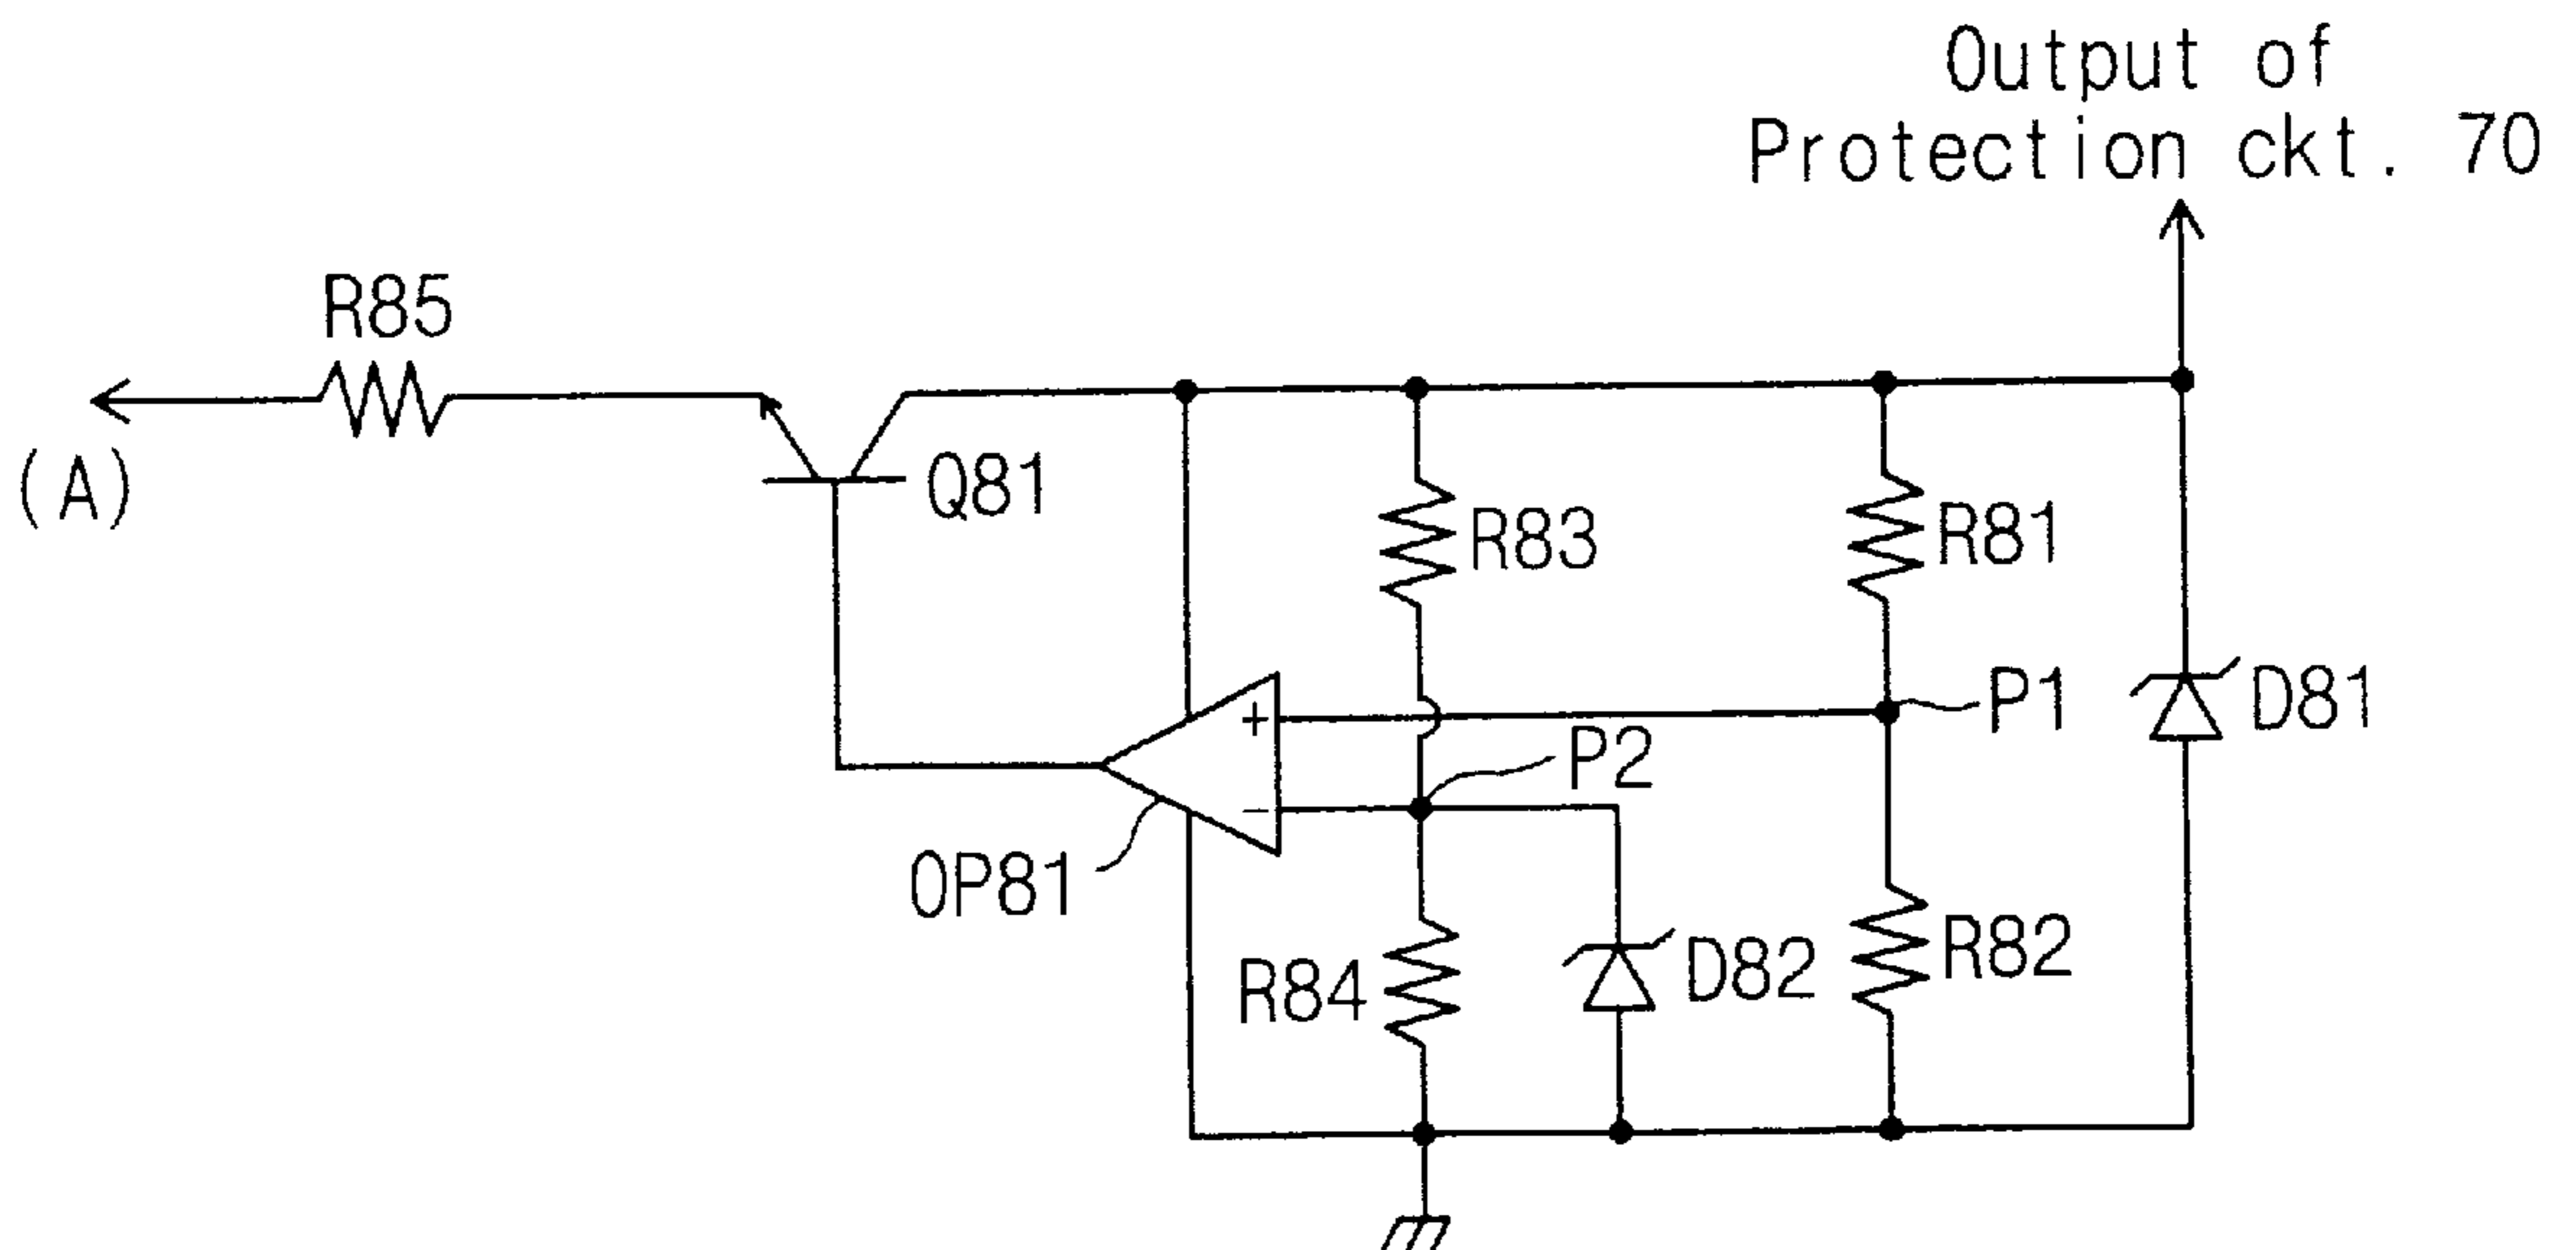 Output of
Protection ckt. 70
R85
(A)
Q81
R83
R81
+
P1
D81
P2
-
OP81
R84
D82
R82